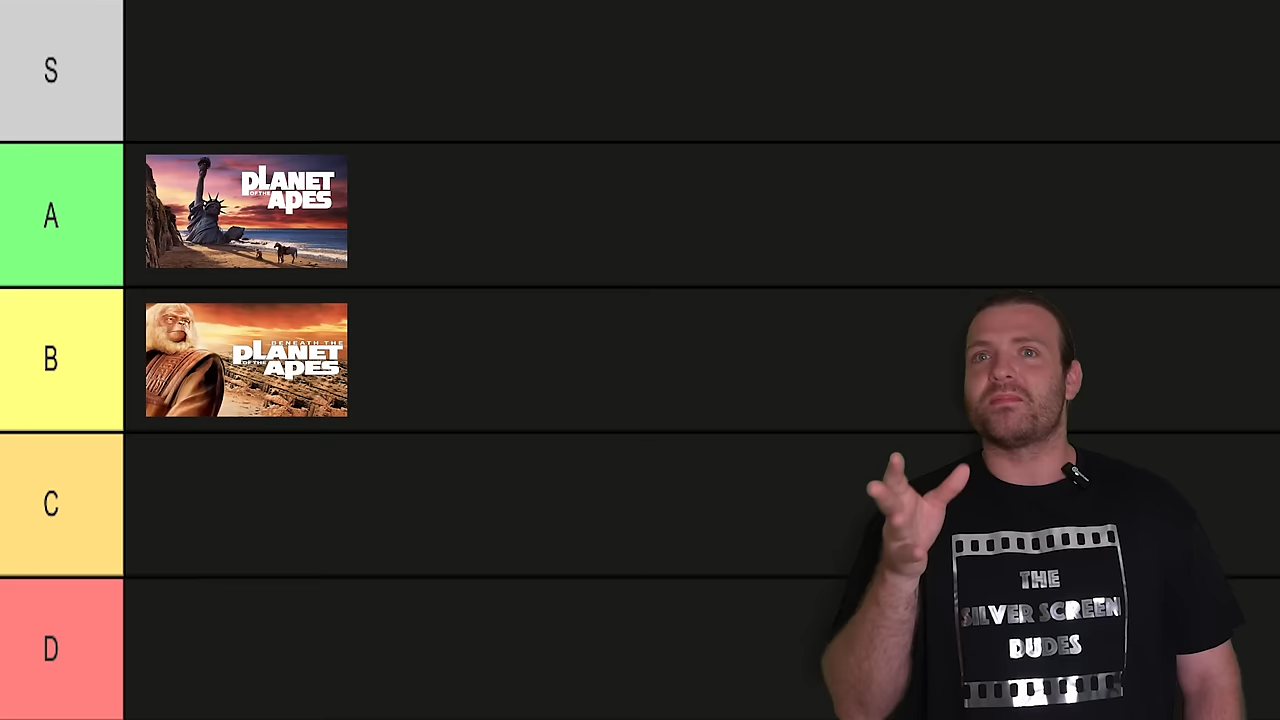 S
A
PLANET
OF THE
APES
B
BENEATH THE
PLANET
OF THE
APES
C
D
THE
SILVER SCREEN
DUDES